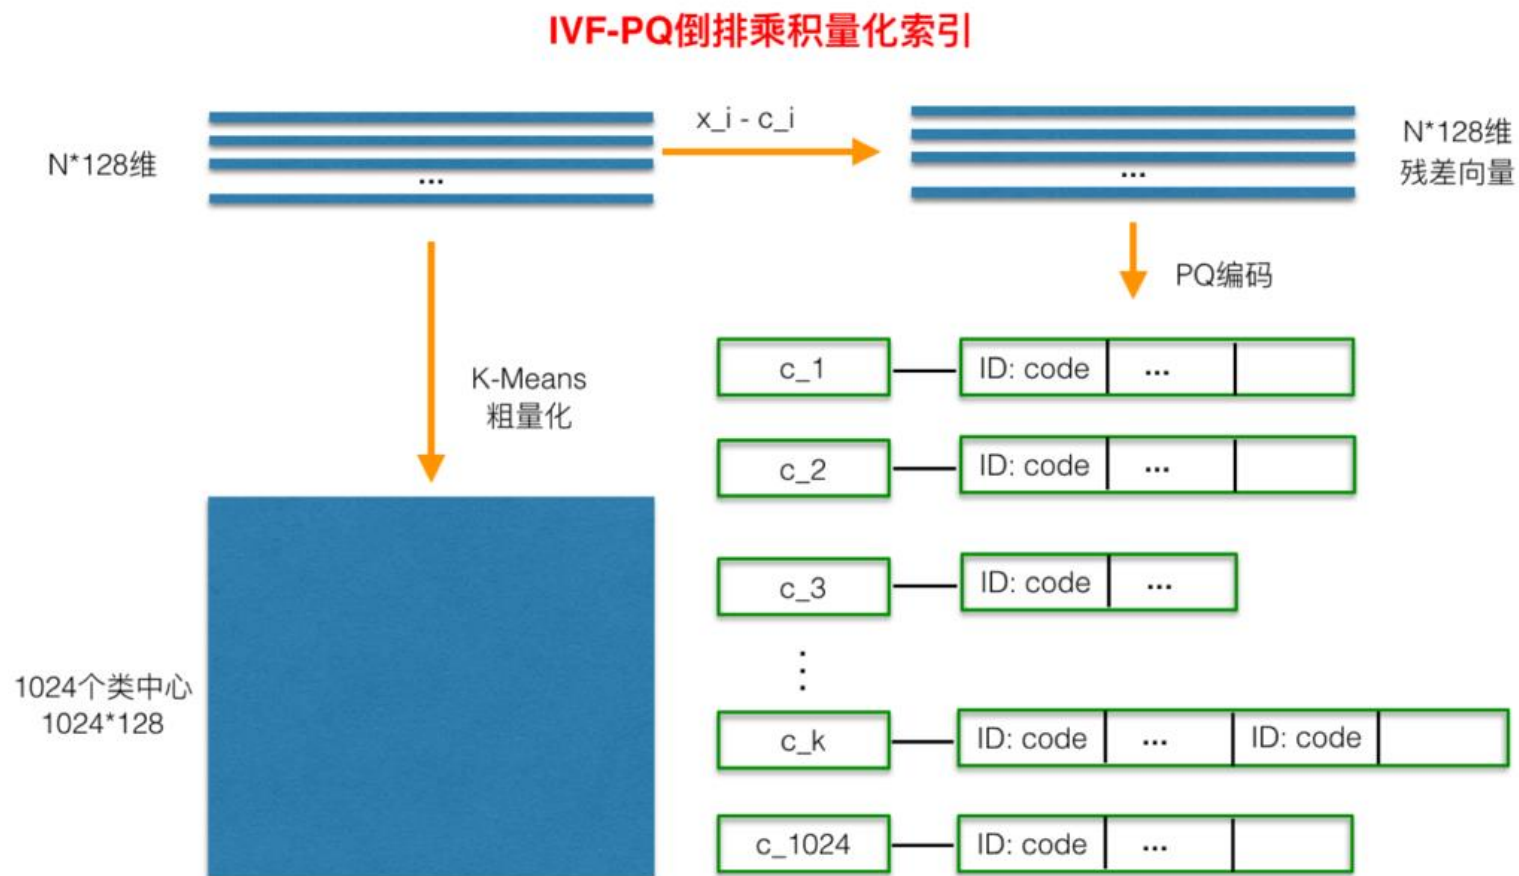 IVF-PQ倒排乘积量化索引
N*128维
...
x_i - c_i
...
N*128维
残差向量
PQ编码
K-Means
粗量化
1024个类中心
1024*128
c_1 ID: code ...
c_2 ID: code ...
c_3 ID: code ...
⋮
c_k ID: code ... ID: code
c_1024 ID: code ...